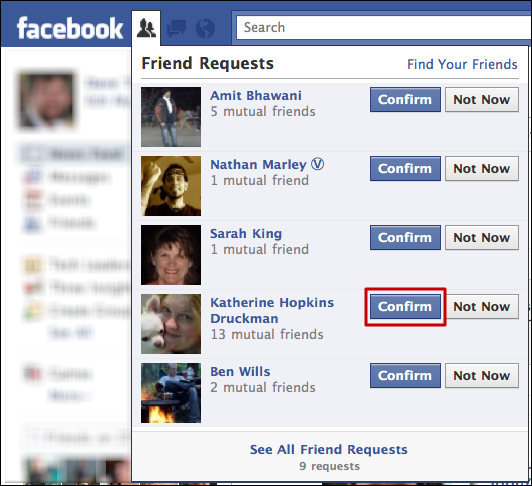 facebook
Search
Friend Requests Find Your Friends
Amit Bhawani
5 mutual friends
Confirm Not Now
Nathan Marley Ⓥ
1 mutual friend
Confirm Not Now
Sarah King
1 mutual friend
Confirm Not Now
Katherine Hopkins
Druckman
13 mutual friends
Confirm Not Now
Ben Wills
2 mutual friends
Confirm Not Now
See All Friend Requests
9 requests